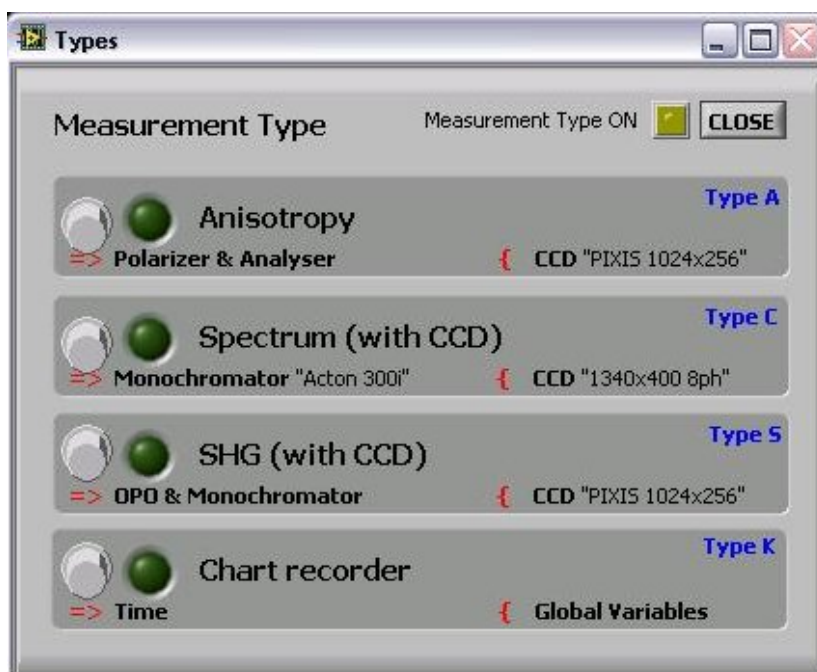 Types
Measurement Type
Measurement Type ON
CLOSE
Type A
Anisotropy
=> Polarizer & Analyser { CCD "PIXIS 1024x256"
Type C
Spectrum (with CCD)
=> Monochromator "Acton 300i" { CCD "1340x400 8ph"
Type S
SHG (with CCD)
=> OPO & Monochromator { CCD "PIXIS 1024x256"
Type K
Chart recorder
=> Time { Global Variables